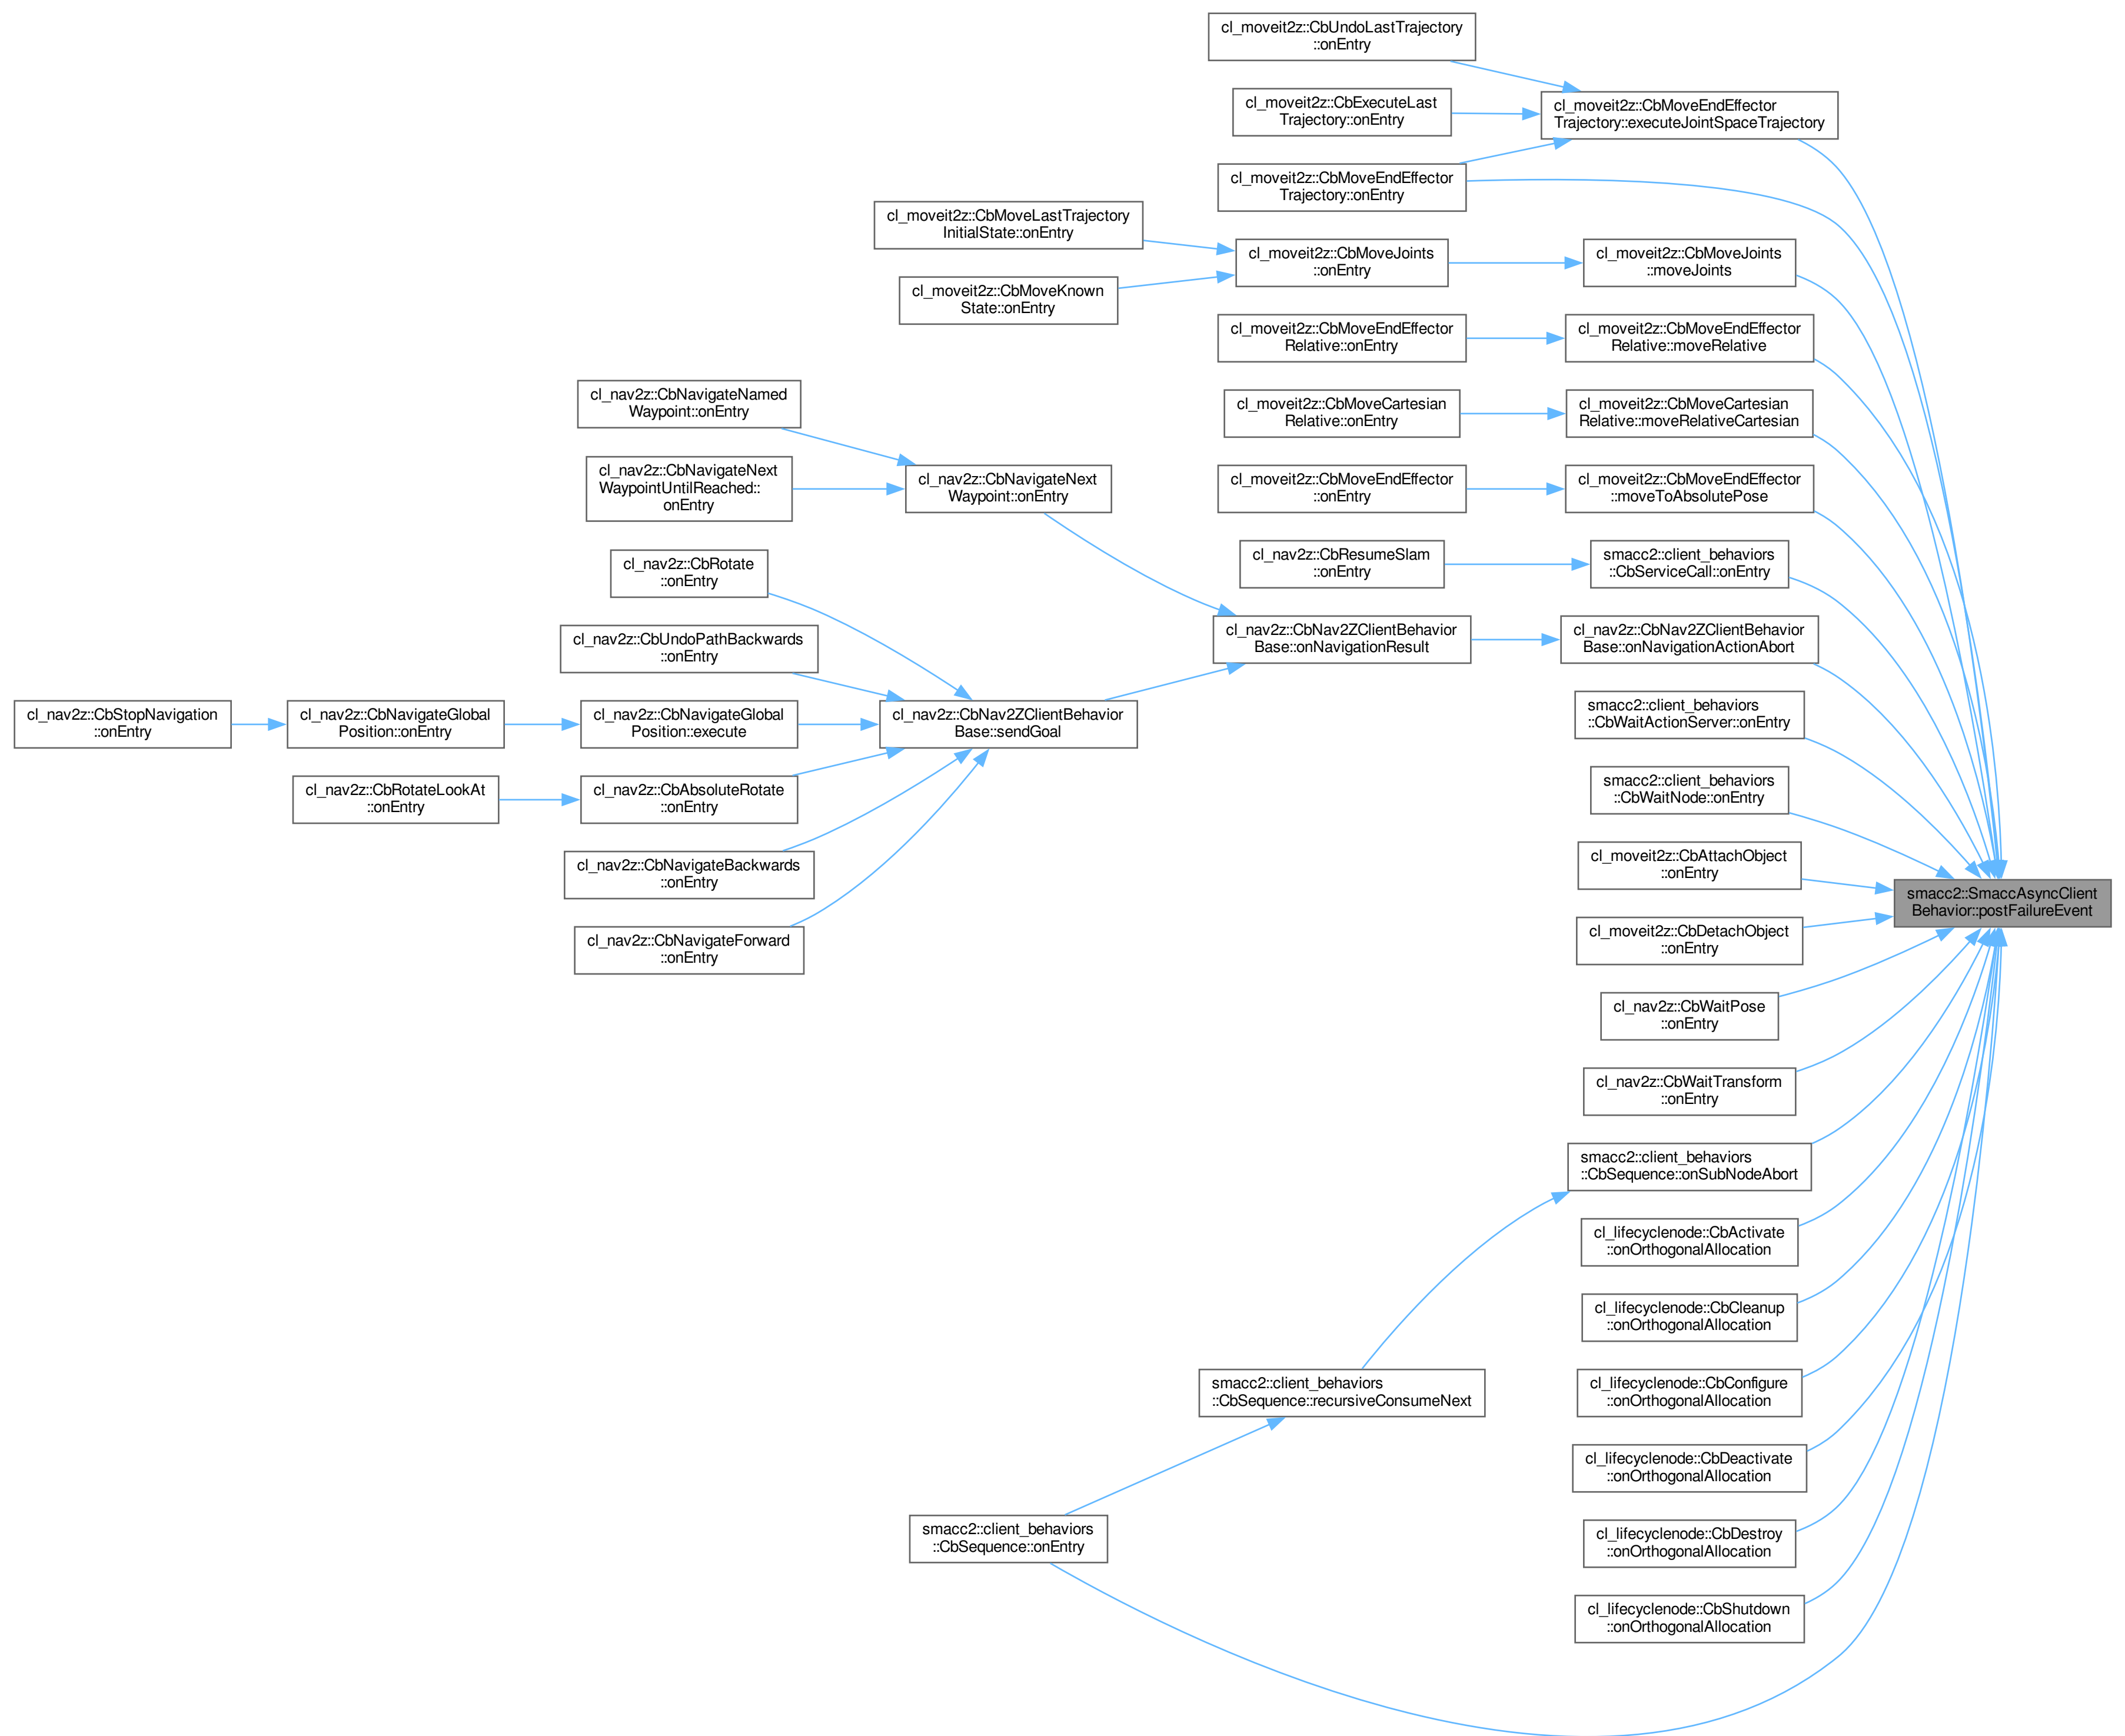 cl_moveit2z::CbUndoLastTrajectory
::onEntry
cl_moveit2z::CbExecuteLast
Trajectory::onEntry
cl_moveit2z::CbMoveEndEffector
Trajectory::executeJointSpaceTrajectory
cl_moveit2z::CbMoveEndEffector
Trajectory::onEntry
cl_moveit2z::CbMoveLastTrajectory
InitialState::onEntry
cl_moveit2z::CbMoveKnown
State::onEntry
cl_moveit2z::CbMoveJoints
::onEntry
cl_moveit2z::CbMoveJoints
::moveJoints
cl_moveit2z::CbMoveEndEffector
Relative::onEntry
cl_moveit2z::CbMoveEndEffector
Relative::moveRelative
cl_moveit2z::CbMoveCartesian
Relative::onEntry
cl_moveit2z::CbMoveCartesian
Relative::moveRelativeCartesian
cl_nav2z::CbNavigateNamed
Waypoint::onEntry
cl_nav2z::CbNavigateNext
WaypointUntilReached::
onEntry
cl_nav2z::CbNavigateNext
Waypoint::onEntry
cl_moveit2z::CbMoveEndEffector
::onEntry
cl_moveit2z::CbMoveEndEffector
::moveToAbsolutePose
cl_nav2z::CbResumeSlam
::onEntry
smacc2::client_behaviors
::CbServiceCall::onEntry
cl_nav2z::CbRotate
::onEntry
cl_nav2z::CbUndoPathBackwards
::onEntry
cl_nav2z::CbNav2ZClientBehavior
Base::onNavigationResult
cl_nav2z::CbNav2ZClientBehavior
Base::onNavigationActionAbort
cl_nav2z::CbStopNavigation
::onEntry
cl_nav2z::CbNavigateGlobal
Position::onEntry
cl_nav2z::CbNavigateGlobal
Position::execute
cl_nav2z::CbNav2ZClientBehavior
Base::sendGoal
smacc2::client_behaviors
::CbWaitActionServer::onEntry
cl_nav2z::CbRotateLookAt
::onEntry
cl_nav2z::CbAbsoluteRotate
::onEntry
smacc2::client_behaviors
::CbWaitNode::onEntry
cl_nav2z::CbNavigateBackwards
::onEntry
cl_moveit2z::CbAttachObject
::onEntry
smacc2::SmaccAsyncClient
Behavior::postFailureEvent
cl_nav2z::CbNavigateForward
::onEntry
cl_moveit2z::CbDetachObject
::onEntry
cl_nav2z::CbWaitPose
::onEntry
cl_nav2z::CbWaitTransform
::onEntry
smacc2::client_behaviors
::CbSequence::onSubNodeAbort
cl_lifecyclenode::CbActivate
::onOrthogonalAllocation
cl_lifecyclenode::CbCleanup
::onOrthogonalAllocation
smacc2::client_behaviors
::CbSequence::recursiveConsumeNext
cl_lifecyclenode::CbConfigure
::onOrthogonalAllocation
cl_lifecyclenode::CbDeactivate
::onOrthogonalAllocation
smacc2::client_behaviors
::CbSequence::onEntry
cl_lifecyclenode::CbDestroy
::onOrthogonalAllocation
cl_lifecyclenode::CbShutdown
::onOrthogonalAllocation